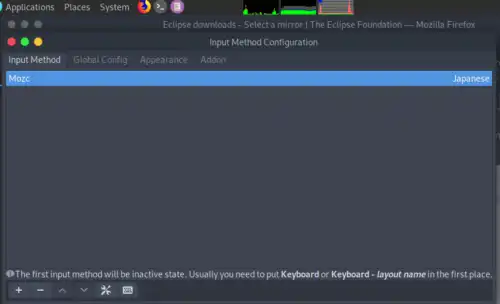 Applications Places System
Eclipse downloads - Select a mirror | The Eclipse Foundation — Mozilla Firefox
Input Method Configuration
Input Method Global Config Appearance Addon
Mozc Japanese
The first input method will be inactive state. Usually you need to put Keyboard or Keyboard - layout name in the first place.